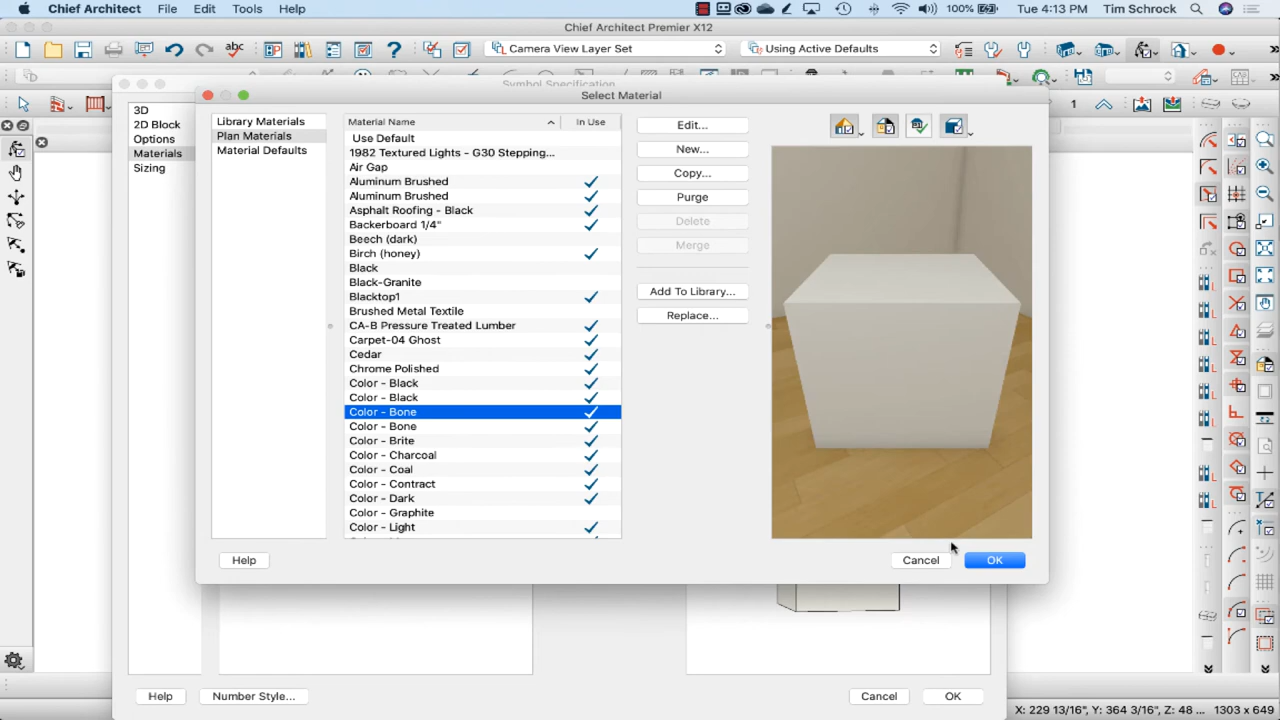 Chief Architect File Edit Tools Help 100% Tue 4:13 PM Tim Schrock
Chief Architect Premier X12
abc ? Camera View Layer Set Using Active Defaults
Symbol Specification
1
Select Material
3D
2D Block
Options
Materials
Sizing
Library Materials
Plan Materials
Material Defaults
Material Name In Use
Use Default
1982 Textured Lights - G30 Stepping...
Air Gap
Aluminum Brushed
Aluminum Brushed
Asphalt Roofing - Black
Backerboard 1/4"
Beech (dark)
Birch (honey)
Black
Black-Granite
Blacktop1
Brushed Metal Textile
CA-B Pressure Treated Lumber
Carpet-04 Ghost
Cedar
Chrome Polished
Color - Black
Color - Black
Color - Bone
Color - Bone
Color - Brite
Color - Charcoal
Color - Coal
Color - Contract
Color - Dark
Color - Graphite
Color - Light
Edit...
New...
Copy...
Purge
Delete
Merge
Add To Library...
Replace...
Help Cancel OK
Help Number Style... Cancel OK
X: 229 13/16", Y: 364 3/16", Z: 48 ... 1303 x 649